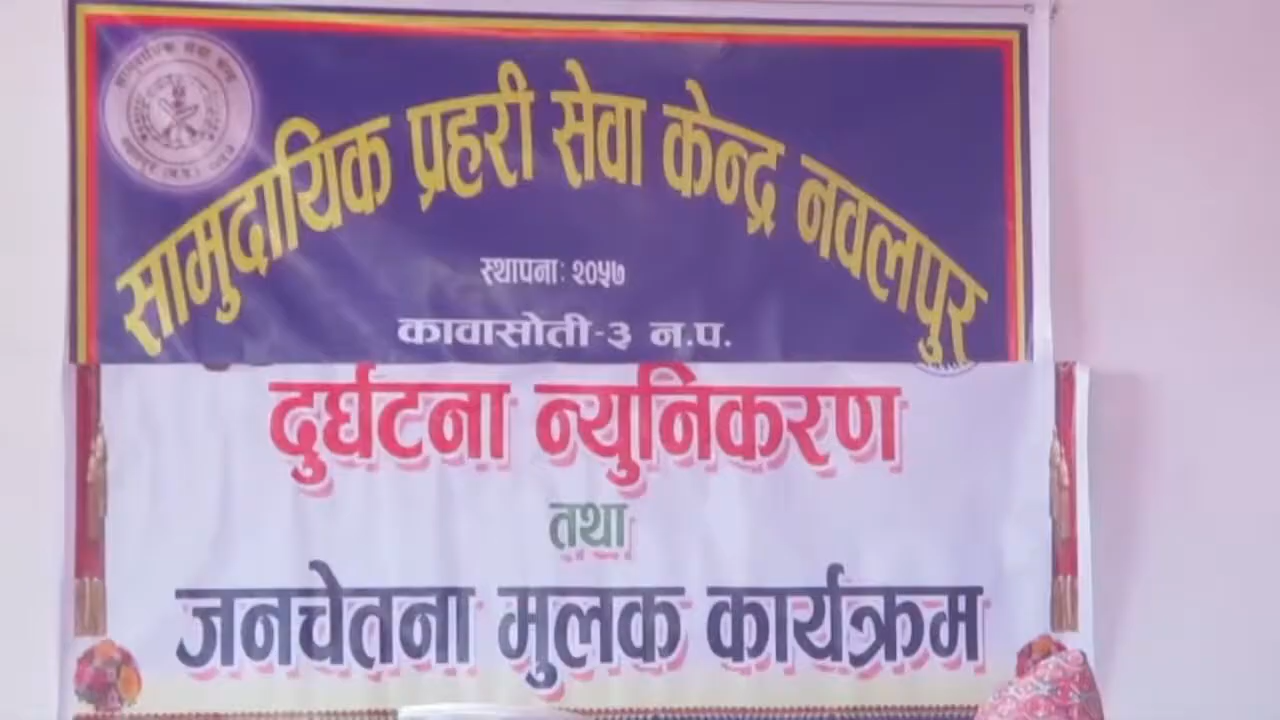 सामुदायिक प्रहरी सेवा केन्द्र नवलपुर
स्थापना: २०५७
कावासोती-३ न.प.
दुर्घटना न्युनिकरण
तथा
जनचेतना मुलक कार्यक्रम